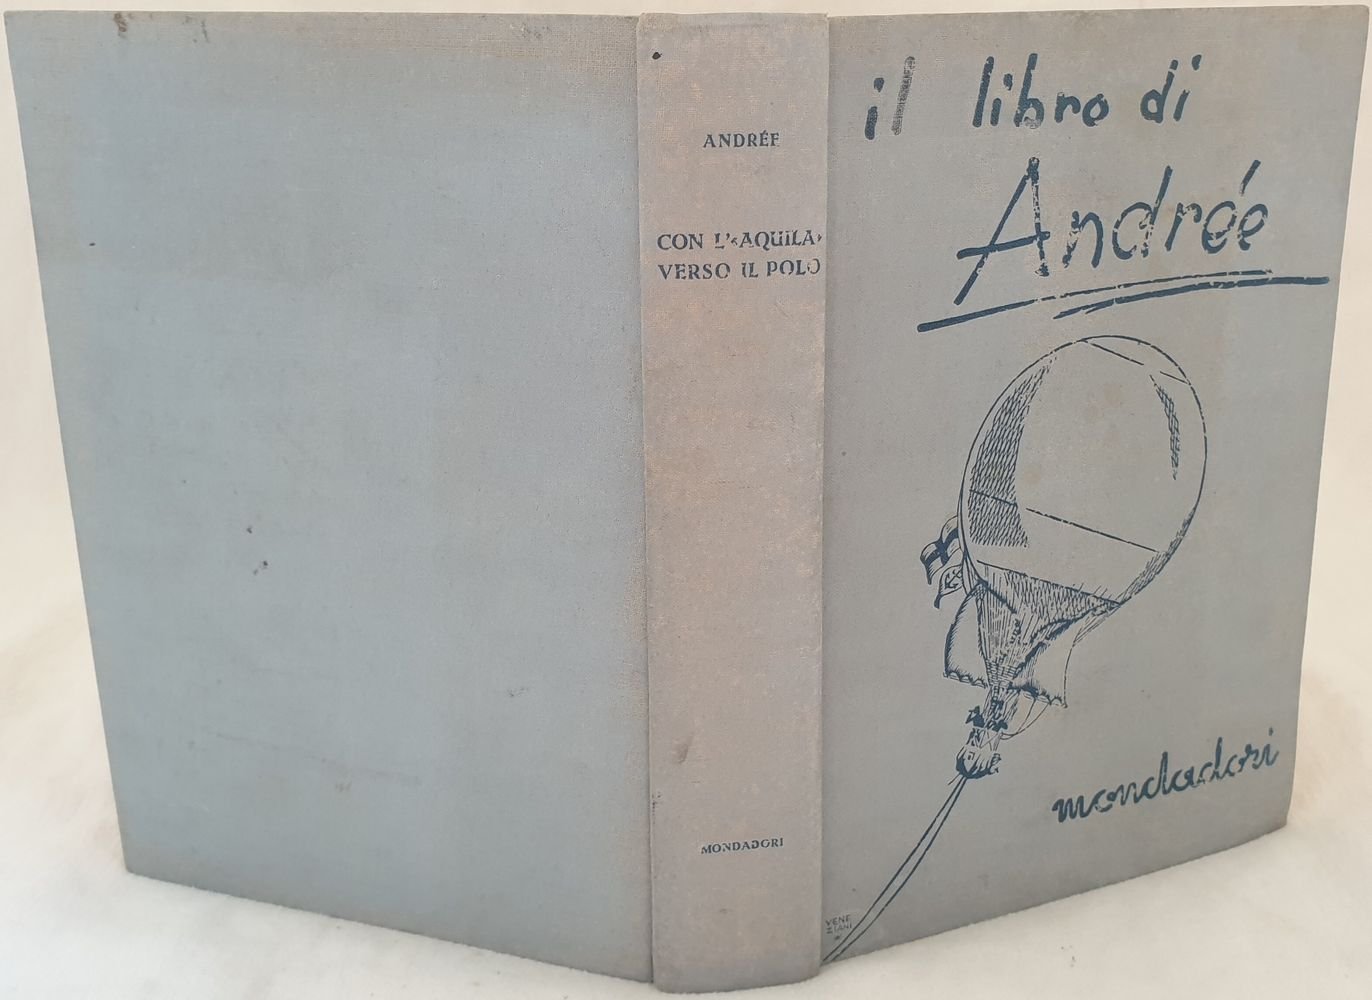 ANDRÉE
CON L'«AQUILA»
VERSO IL POLO
MONDADORI
il libro di
Andrée
mondadori
VENE
ZIANI